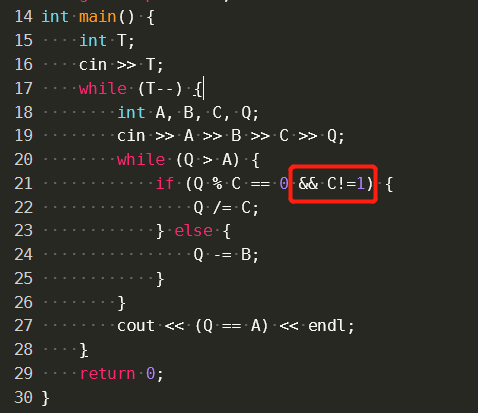 14 int main() {
15 int T;
16 cin >> T;
17 while (T--) {
18 int A, B, C, Q;
19 cin >> A >> B >> C >> Q;
20 while (Q > A) {
21 if (Q % C == 0 && C!=1) {
22 Q /= C;
23 } else {
24 Q -= B;
25 }
26 }
27 cout << (Q == A) << endl;
28 }
29 return 0;
30 }